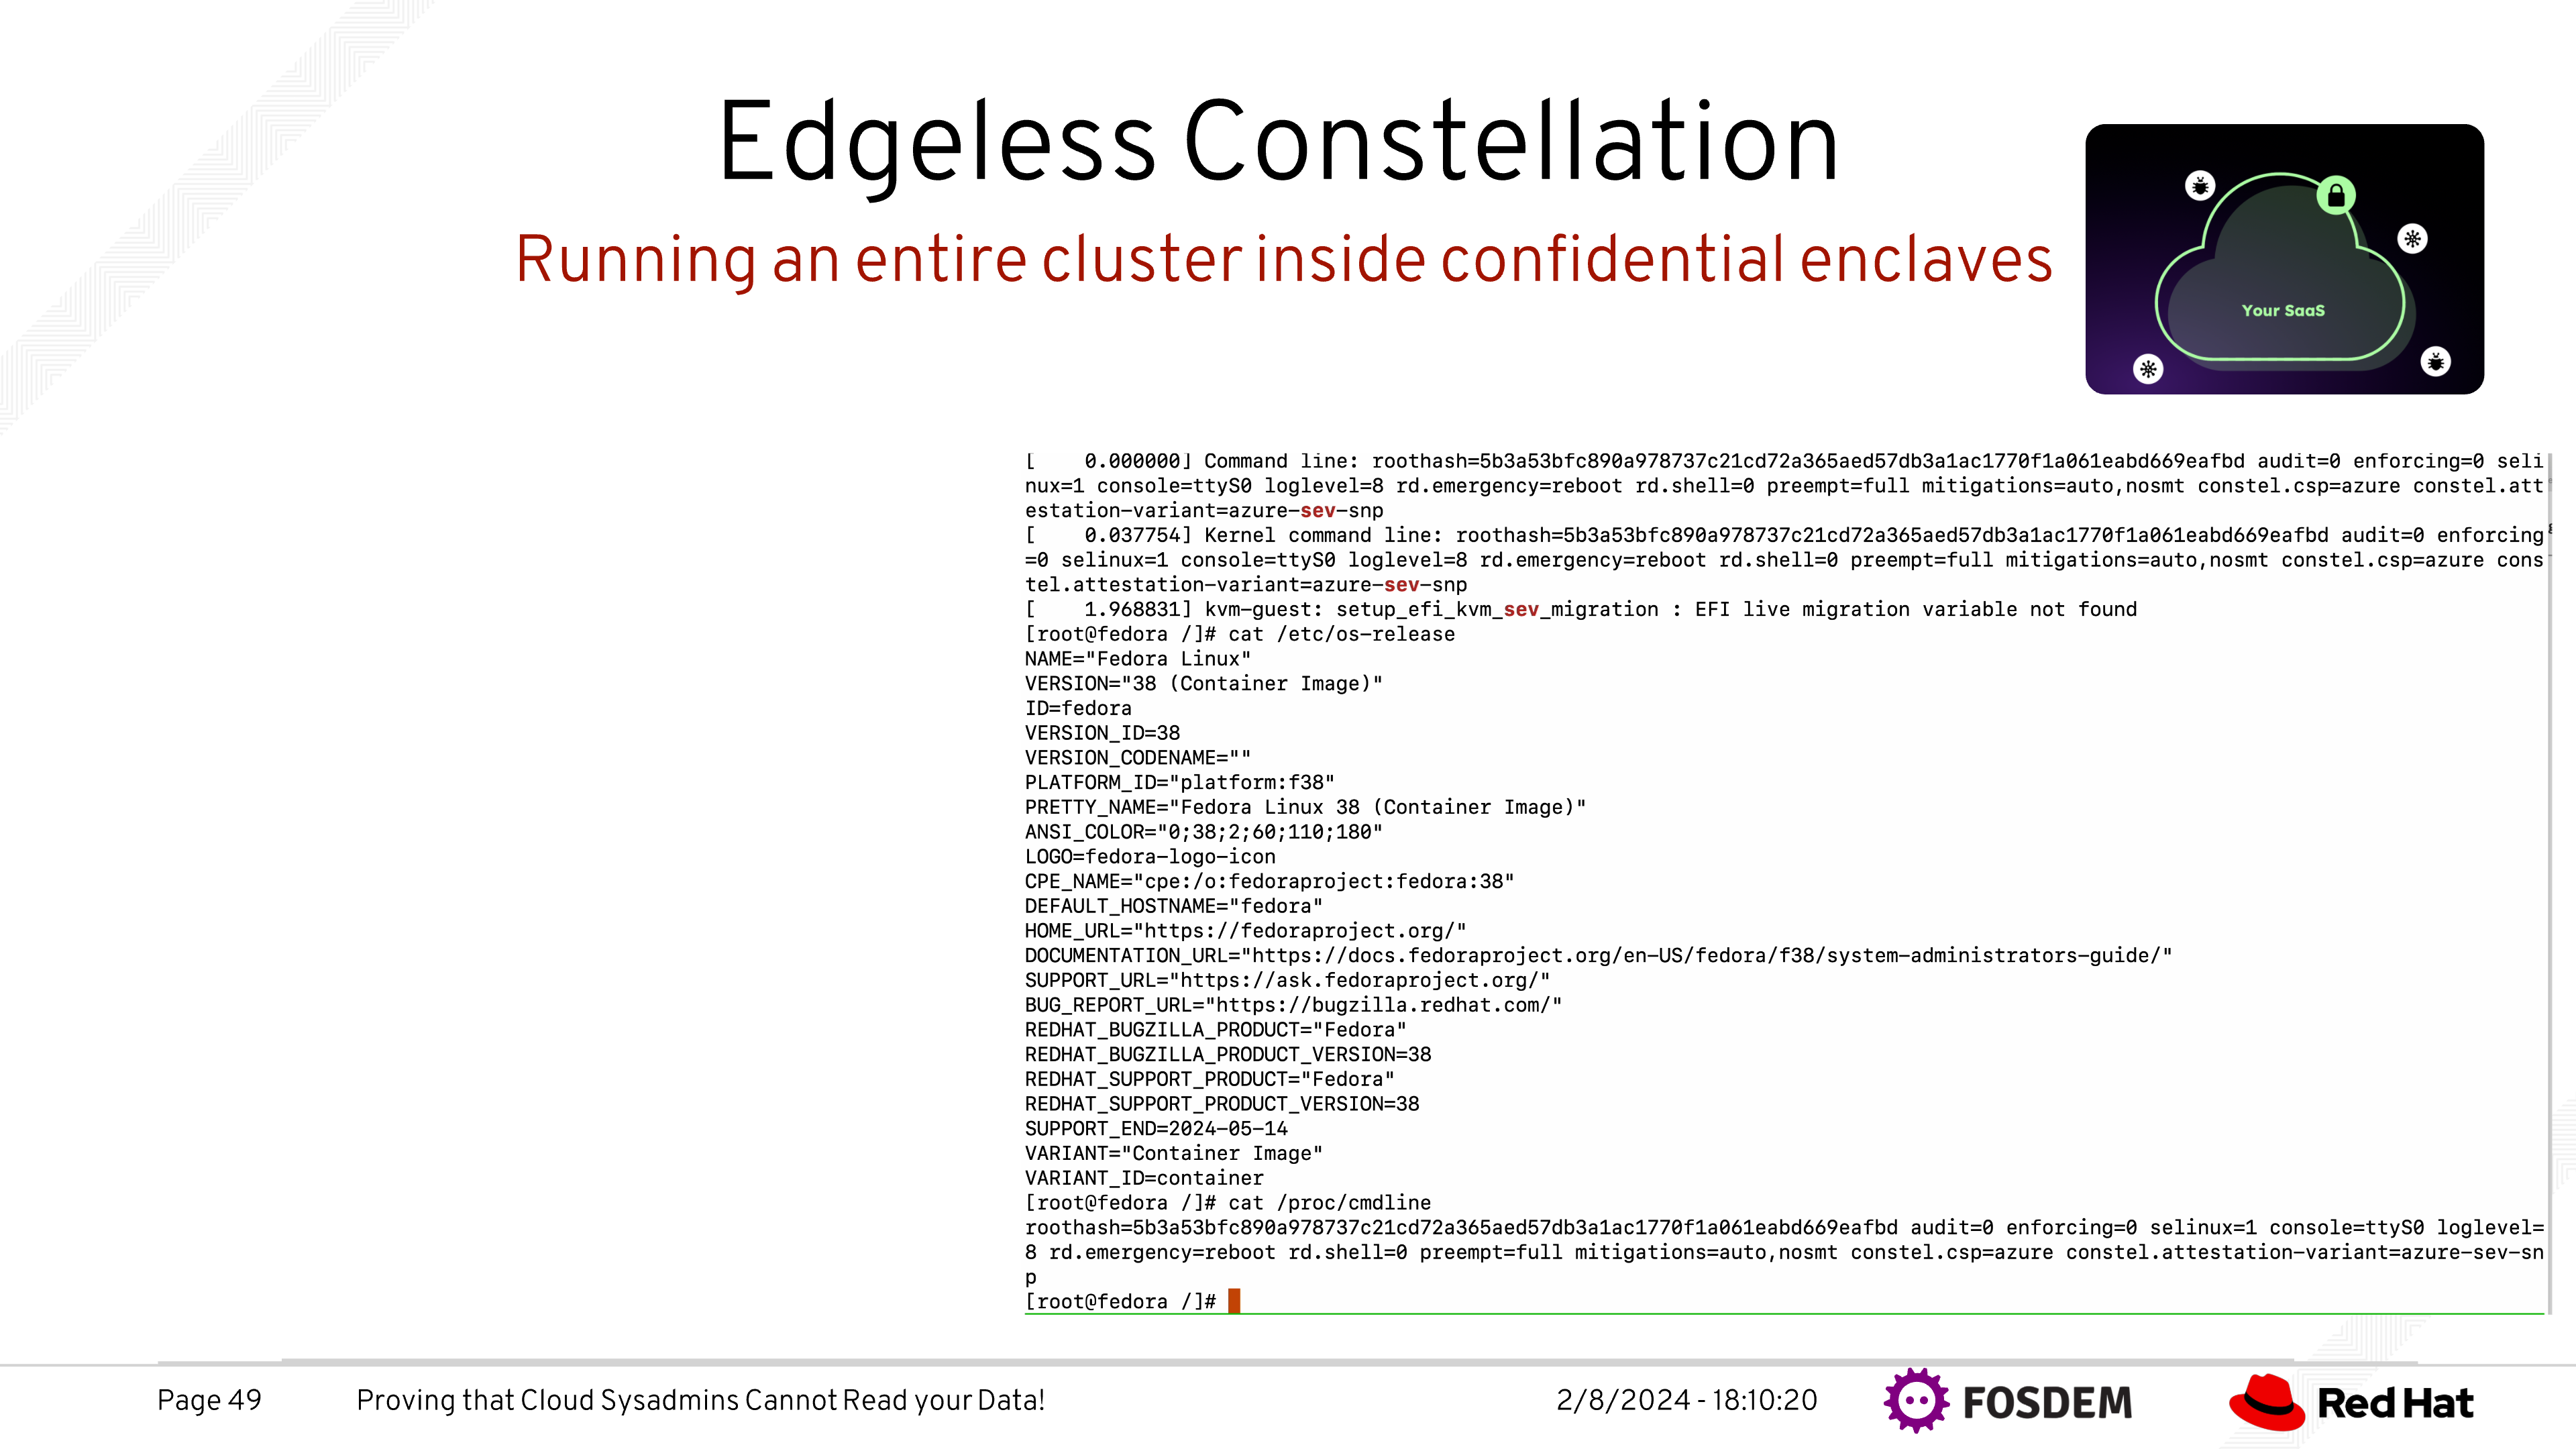 Edgeless Constellation
Running an entire cluster inside confidential enclaves
Your SaaS
[    0.000000] Command line: roothash=5b3a53bfc890a978737c21cd72a365aed57db3a1ac1770f1a061eabd669eafbd audit=0 enforcing=0 seli
nux=1 console=ttyS0 loglevel=8 rd.emergency=reboot rd.shell=0 preempt=full mitigations=auto,nosmt constel.csp=azure constel.att
estation-variant=azure-sev-snp
[    0.037754] Kernel command line: roothash=5b3a53bfc890a978737c21cd72a365aed57db3a1ac1770f1a061eabd669eafbd audit=0 enforcing
=0 selinux=1 console=ttyS0 loglevel=8 rd.emergency=reboot rd.shell=0 preempt=full mitigations=auto,nosmt constel.csp=azure cons
tel.attestation-variant=azure-sev-snp
[    1.968831] kvm-guest: setup_efi_kvm_sev_migration : EFI live migration variable not found
[root@fedora /]# cat /etc/os-release
NAME="Fedora Linux"
VERSION="38 (Container Image)"
ID=fedora
VERSION_ID=38
VERSION_CODENAME=""
PLATFORM_ID="platform:f38"
PRETTY_NAME="Fedora Linux 38 (Container Image)"
ANSI_COLOR="0;38;2;60;110;180"
LOGO=fedora-logo-icon
CPE_NAME="cpe:/o:fedoraproject:fedora:38"
DEFAULT_HOSTNAME="fedora"
HOME_URL="https://fedoraproject.org/"
DOCUMENTATION_URL="https://docs.fedoraproject.org/en-US/fedora/f38/system-administrators-guide/"
SUPPORT_URL="https://ask.fedoraproject.org/"
BUG_REPORT_URL="https://bugzilla.redhat.com/"
REDHAT_BUGZILLA_PRODUCT="Fedora"
REDHAT_BUGZILLA_PRODUCT_VERSION=38
REDHAT_SUPPORT_PRODUCT="Fedora"
REDHAT_SUPPORT_PRODUCT_VERSION=38
SUPPORT_END=2024-05-14
VARIANT="Container Image"
VARIANT_ID=container
[root@fedora /]# cat /proc/cmdline
roothash=5b3a53bfc890a978737c21cd72a365aed57db3a1ac1770f1a061eabd669eafbd audit=0 enforcing=0 selinux=1 console=ttyS0 loglevel=
8 rd.emergency=reboot rd.shell=0 preempt=full mitigations=auto,nosmt constel.csp=azure constel.attestation-variant=azure-sev-sn
p
[root@fedora /]#
Page 49
Proving that Cloud Sysadmins Cannot Read your Data!
2/8/2024 - 18:10:20
FOSDEM
Red Hat